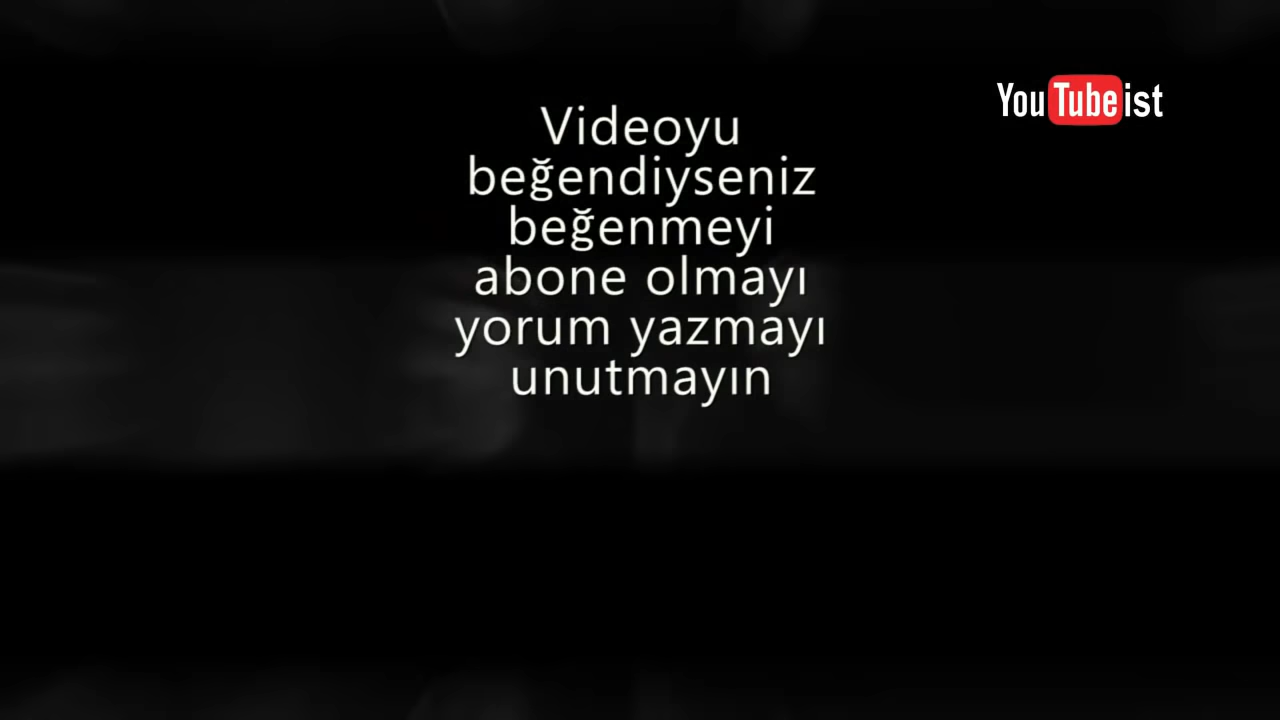 YouTubeist
Videoyu
beğendiyseniz
beğenmeyi
abone olmayı
yorum yazmayı
unutmayın